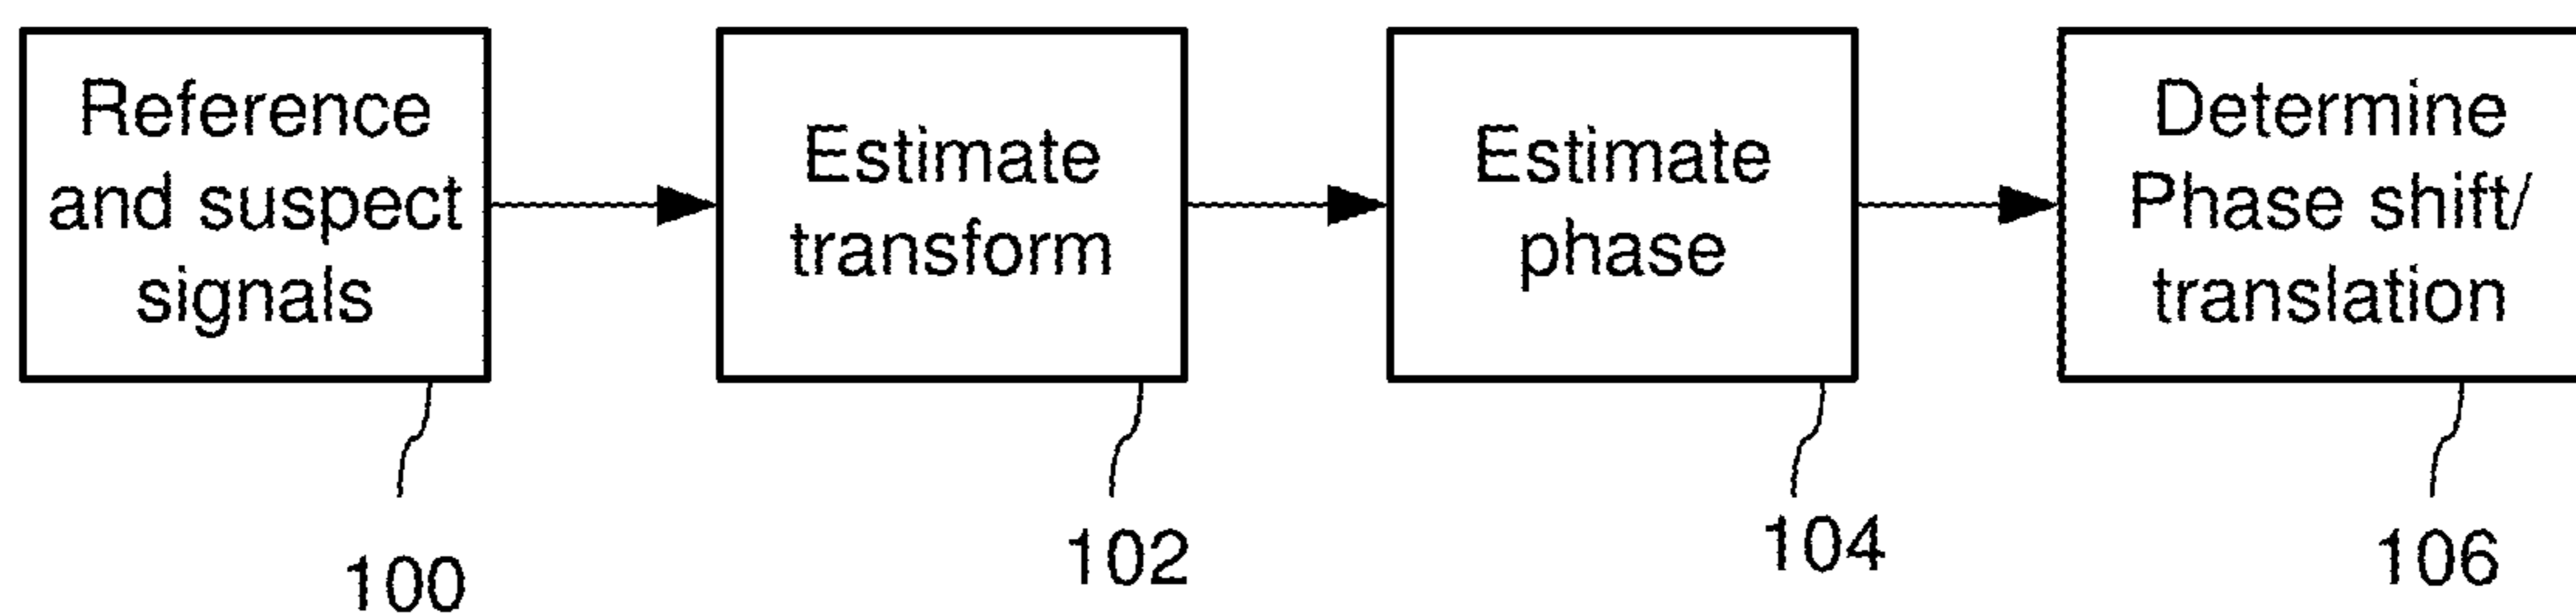 Reference
and suspect
signals
Estimate
transform
Estimate
phase
Determine
Phase shift/
translation
100
102
104
106